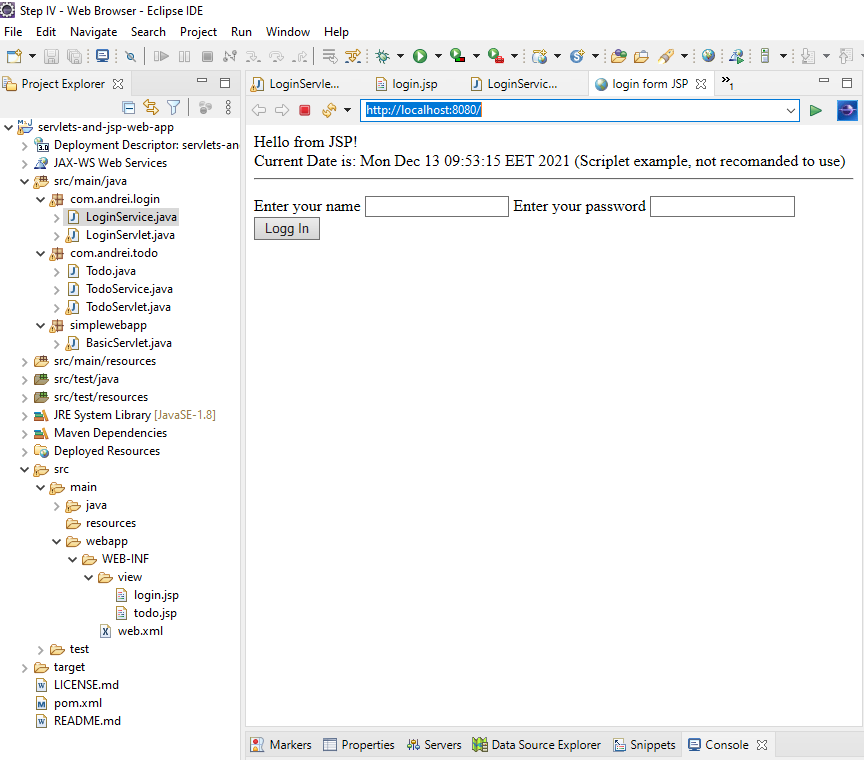 Step IV - Web Browser - Eclipse IDE
File Edit Navigate Search Project Run Window Help
Project Explorer
servlets-and-jsp-web-app
Deployment Descriptor: servlets-an
JAX-WS Web Services
src/main/java
com.andrei.login
LoginService.java
LoginServlet.java
com.andrei.todo
Todo.java
TodoService.java
TodoServlet.java
simplewebapp
BasicServlet.java
src/main/resources
src/test/java
src/test/resources
JRE System Library [JavaSE-1.8]
Maven Dependencies
Deployed Resources
src
main
java
resources
webapp
WEB-INF
view
login.jsp
todo.jsp
web.xml
test
target
LICENSE.md
pom.xml
README.md
LoginServle... login.jsp LoginServic... login form JSP 1
http://localhost:8080/
Hello from JSP!
Current Date is: Mon Dec 13 09:53:15 EET 2021 (Scriplet example, not recomanded to use)
Enter your name Enter your password
Logg In
Markers Properties Servers Data Source Explorer Snippets Console